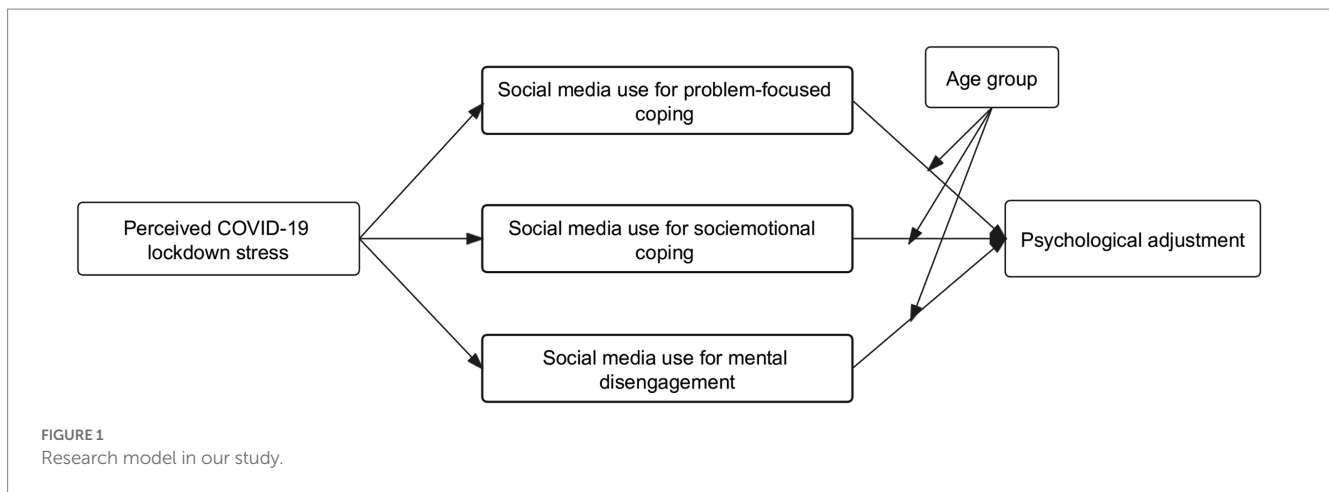 Social media use for problem-focused
coping
Age group
Perceived COVID-19
lockdown stress
Social media use for sociemotional
coping
Psychological adjustment
Social media use for mental
disengagement
FIGURE 1
Research model in our study.